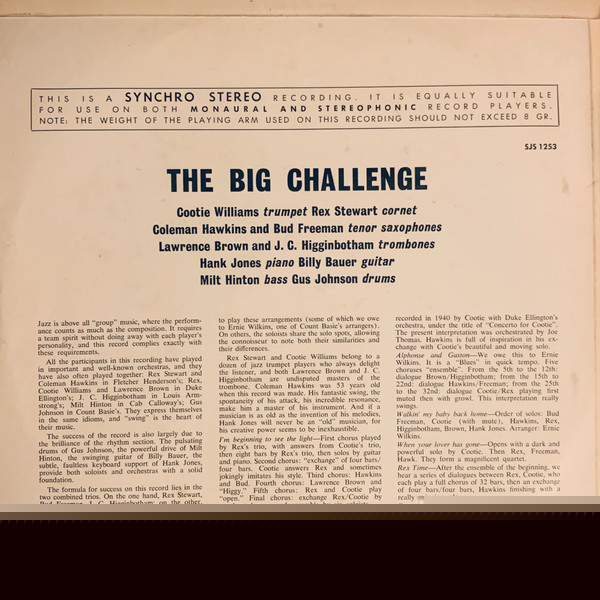 THIS IS A SYNCHRO STEREO RECORDING. IT IS EQUALLY SUITABLE
FOR USE ON BOTH MONAURAL AND STEREOPHONIC RECORD PLAYERS.
NOTE: THE WEIGHT OF THE PLAYING ARM USED ON THIS RECORDING SHOULD NOT EXCEED 8 GR.
SJS 1253
THE BIG CHALLENGE
Cootie Williams trumpet Rex Stewart cornet
Coleman Hawkins and Bud Freeman tenor saxophones
Lawrence Brown and J. C. Higginbotham trombones
Hank Jones piano Billy Bauer guitar
Milt Hinton bass Gus Johnson drums
Jazz is above all "group" music, where the perform-
ance counts as much as the composition. It requires
a team spirit without doing away with each player's
personality, and this record complies exactly with
these requirements.
All the participants in this recording have played
in important and well-known orchestras, and they
have also often played together: Rex Stewart and
Coleman Hawkins in Fletcher Henderson's; Rex,
Cootie Williams and Lawrence Brown in Duke
Ellington's; J. C. Higginbotham in Louis Arm-
strong's; Milt Hinton in Cab Calloway's; Gus
Johnson in Count Basie's. They express themselves
in the same idioms, and "swing" is the heart of
their music.
The success of the record is also largely due to
the brilliance of the rhythm section. The pulsating
drums of Gus Johnson, the powerful drive of Milt
Hinton, the swinging guitar of Billy Bauer, the
subtle, faultless keyboard support of Hank Jones,
provide both soloists and orchestras with a solid
foundation.
The formula for success on this record lies in the
two combined trios. On the one hand, Rex Stewart,
Bud Freeman, J. C. Higginbotham; on the other,
to play these arrangements (some of which we owe
to Ernie Wilkins, one of Count Basie's arrangers).
On others, the soloists share the solo spots, allowing
the connoisseur to note both their similarities and
their differences.
Rex Stewart and Cootie Williams belong to a
dozen of jazz trumpet players who always delight
the listener, and both Lawrence Brown and J. C.
Higginbotham are undisputed masters of the
trombone. Coleman Hawkins was 53 years old
when this record was made. His fantastic swing, the
spontaneity of his attack, his incredible resonance,
make him a master of his instrument. And if a
musician is as old as the invention of his melodies,
Hank Jones will never be an "old" musician, for
his creative power seems to be inexhaustible.
I'm beginning to see the light—First chorus played
by Rex's trio, with answers from Cootie's trio,
then eight bars by Rex's trio, then solos by guitar
and piano. Second chorus: "exchange" of four bars/
four bars. Cootie answers Rex and sometimes
jokingly imitates his style. Third chorus: Hawkins
and Bud. Fourth chorus: Lawrence Brown and
"Higgy." Fifth chorus: Rex and Cootie play
"open." Final chorus: exchange Rex/Cootie by
recorded in 1940 by Cootie with Duke Ellington's
orchestra, under the title of "Concerto for Cootie".
The present interpretation was orchestrated by Joe
Thomas. Hawkins is full of inspiration in his ex-
change with Cootie's beautiful and moving solo.
Alphonse and Gaston—We owe this to Ernie
Wilkins. It is a "Blues" in quick tempo. Five
choruses "ensemble". From the 5th to the 12th:
dialogue Brown/Higginbotham; from the 15th to
22nd: dialogue Hawkins/Freeman; from the 25th
to the 32nd: dialogue Cootie/Rex playing first
muted then with growl. This interpretation really
swings.
Walkin' my baby back home—Order of solos: Bud
Freeman, Cootie (with mute), Hawkins, Rex,
Higginbotham, Brown, Hank Jones. Arranger: Ernie
Wilkins.
When your lover has gone—Opens with a dark and
powerful solo by Cootie. Then Rex, Freeman,
Hawk. They form a magnificent quartet.
Rex Time—After the ensemble of the beginning, we
hear a series of dialogues between Rex, Cootie, who
each play a full chorus of 32 bars, then an exchange
of four bars/four bars, Hawkins finishing with a
really